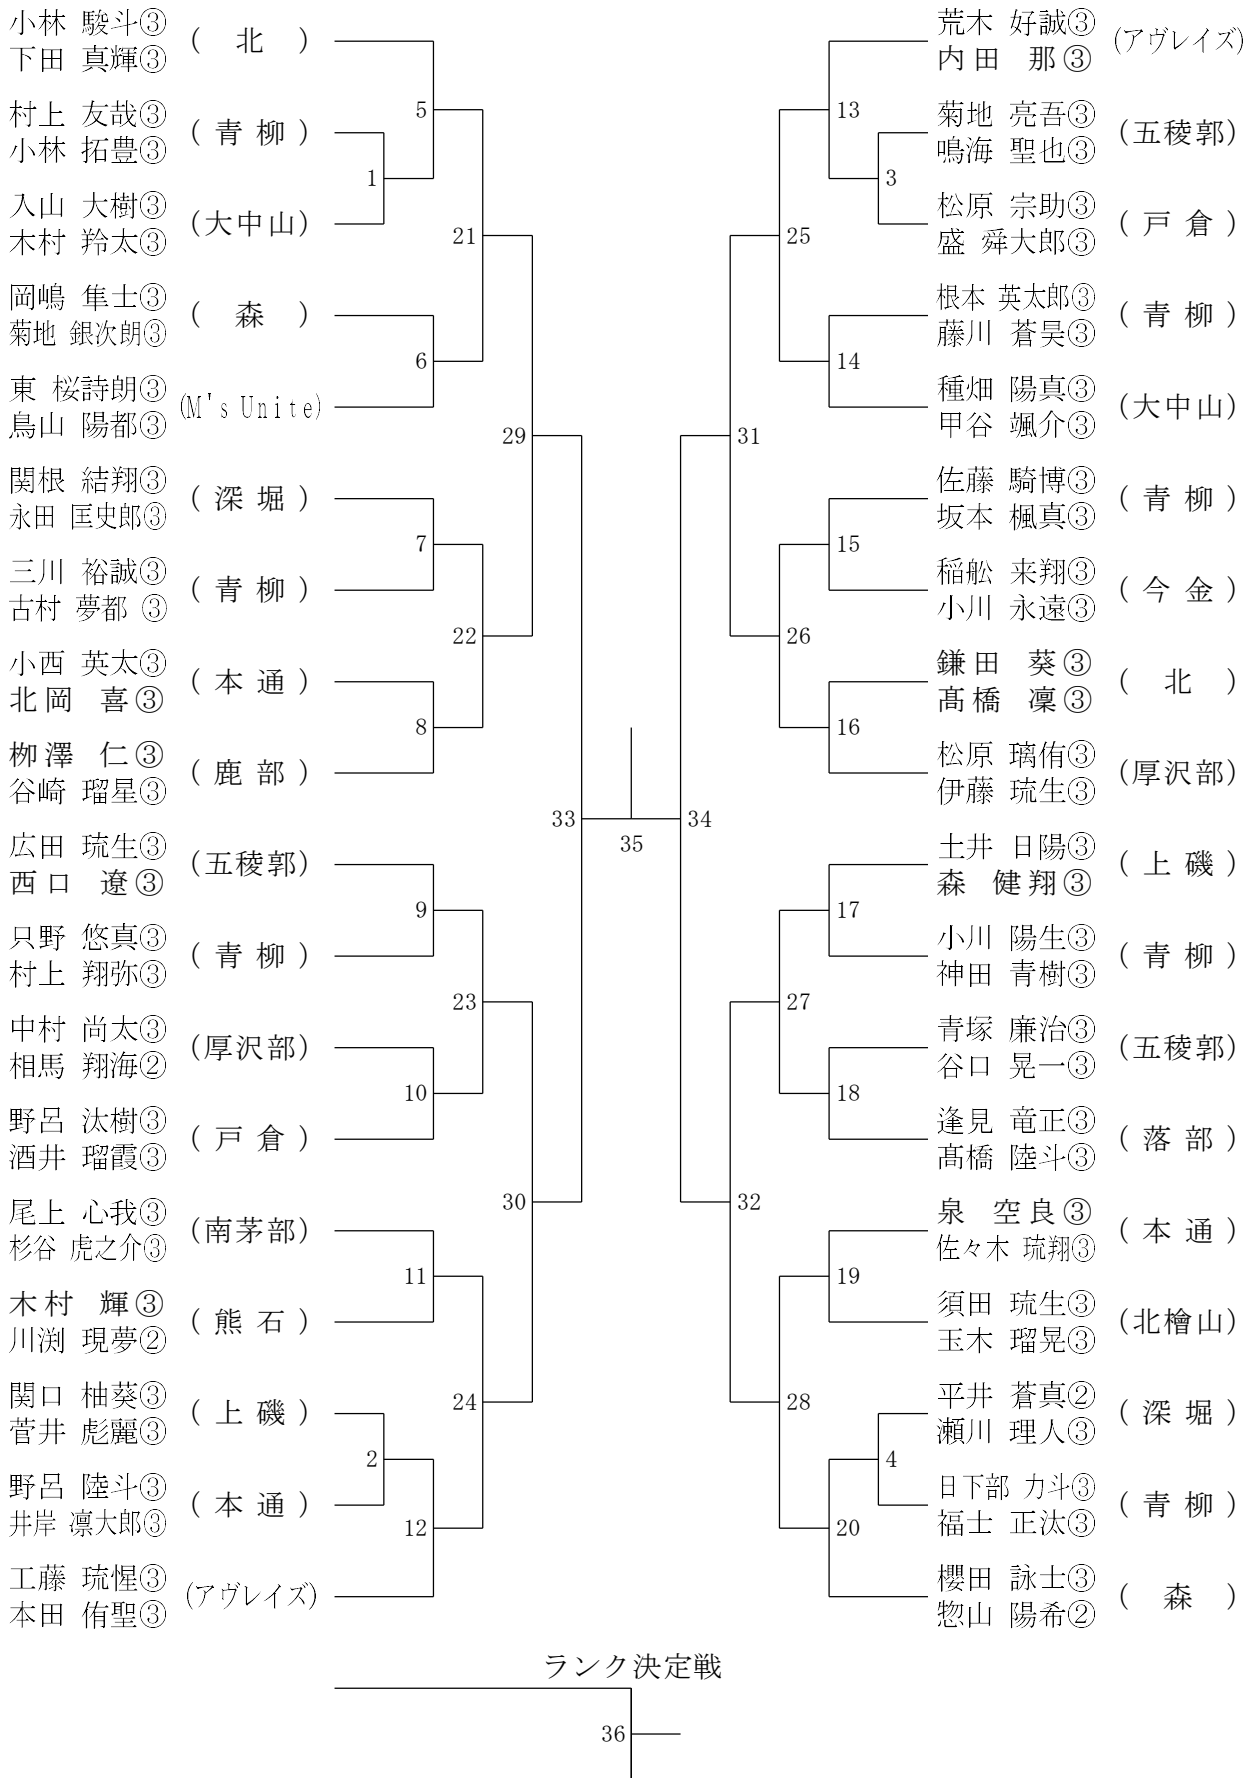 小林 駿斗③
下田 真輝③
( 北 )
村上 友哉③
小林 拓豊③
( 青 柳 )
入山 大樹③
木村 羚太③
(大中山)
岡嶋 隼士③
菊地 銀次朗③
( 森 )
東 桜詩朗③
鳥山 陽都③
(M's Unite)
関根 結翔③
永田 匡史郎③
( 深 堀 )
三川 裕誠③
古村 夢都 ③
( 青 柳 )
小西 英太③
北岡 喜③
( 本 通 )
栁澤 仁③
谷崎 瑠星③
( 鹿 部 )
広田 琉生③
西口 遼③
(五稜郭)
只野 悠真③
村上 翔弥③
( 青 柳 )
中村 尚太③
相馬 翔海②
(厚沢部)
野呂 汰樹③
酒井 瑠霞③
( 戸 倉 )
尾上 心我③
杉谷 虎之介③
(南茅部)
木村 輝③
川渕 現夢②
( 熊 石 )
関口 柚葵③
菅井 彪麗③
( 上 磯 )
野呂 陸斗③
井岸 凛大郎③
( 本 通 )
工藤 琉惺③
本田 侑聖③
(アヴレイズ)
1
2
5
6
7
8
9
10
11
12
21
22
23
24
29
30
33
35
34
31
32
25
26
27
28
13
14
15
16
17
18
19
20
3
4
荒木 好誠③
内田 那③
(アヴレイズ)
菊地 亮吾③
鳴海 聖也③
(五稜郭)
松原 宗助③
盛 舜大郎③
( 戸 倉 )
根本 英太郎③
藤川 蒼昊③
( 青 柳 )
種畑 陽真③
甲谷 颯介③
(大中山)
佐藤 騎博③
坂本 楓真③
( 青 柳 )
稲舩 来翔③
小川 永遠③
( 今 金 )
鎌田 葵③
髙橋 凜③
( 北 )
松原 璃侑③
伊藤 琉生③
(厚沢部)
土井 日陽③
森 健翔③
( 上 磯 )
小川 陽生③
神田 青樹③
( 青 柳 )
青塚 廉治③
谷口 晃一③
(五稜郭)
逢見 竜正③
髙橋 陸斗③
( 落 部 )
泉 空良③
佐々木 琉翔③
( 本 通 )
須田 琉生③
玉木 瑠晃③
(北檜山)
平井 蒼真②
瀬川 理人③
( 深 堀 )
日下部 力斗③
福士 正汰③
( 青 柳 )
櫻田 詠士③
惣山 陽希②
( 森 )
ランク決定戦
36